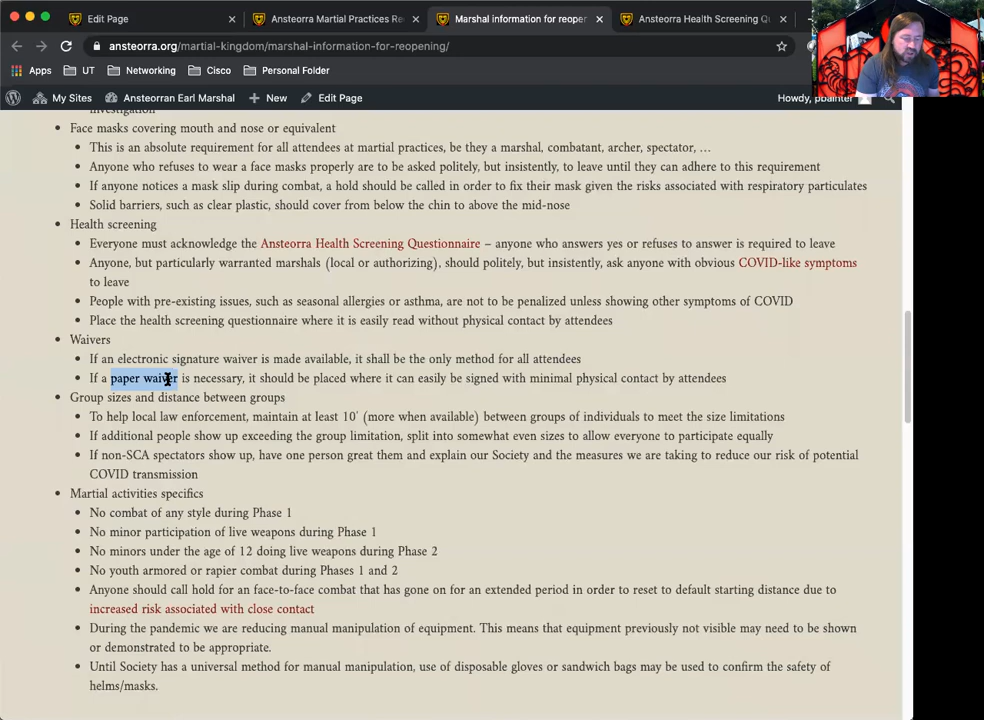 Edit Page
Ansteorra Martial Practices Re
Marshal information for reoper
Ansteorra Health Screening Q
ansteorra.org/martial-kingdom/marshal-information-for-reopening/
Apps UT Networking Cisco Personal Folder
My Sites Ansteorran Earl Marshal New Edit Page Howdy, pbainter
investigation
Face masks covering mouth and nose or equivalent
This is an absolute requirement for all attendees at martial practices, be they a marshal, combatant, archer, spectator, …
Anyone who refuses to wear a face masks properly are to be asked politely, but insistently, to leave until they can adhere to this requirement
If anyone notices a mask slip during combat, a hold should be called in order to fix their mask given the risks associated with respiratory particulates
Solid barriers, such as clear plastic, should cover from below the chin to above the mid-nose
Health screening
Everyone must acknowledge the Ansteorra Health Screening Questionnaire – anyone who answers yes or refuses to answer is required to leave
Anyone, but particularly warranted marshals (local or authorizing), should politely, but insistently, ask anyone with obvious COVID-like symptoms
to leave
People with pre-existing issues, such as seasonal allergies or asthma, are not to be penalized unless showing other symptoms of COVID
Place the health screening questionnaire where it is easily read without physical contact by attendees
Waivers
If an electronic signature waiver is made available, it shall be the only method for all attendees
If a paper waiver is necessary, it should be placed where it can easily be signed with minimal physical contact by attendees
Group sizes and distance between groups
To help local law enforcement, maintain at least 10' (more when available) between groups of individuals to meet the size limitations
If additional people show up exceeding the group limitation, split into somewhat even sizes to allow everyone to participate equally
If non-SCA spectators show up, have one person great them and explain our Society and the measures we are taking to reduce our risk of potential
COVID transmission
Martial activities specifics
No combat of any style during Phase 1
No minor participation of live weapons during Phase 1
No minors under the age of 12 doing live weapons during Phase 2
No youth armored or rapier combat during Phases 1 and 2
Anyone should call hold for an face-to-face combat that has gone on for an extended period in order to reset to default starting distance due to
increased risk associated with close contact
During the pandemic we are reducing manual manipulation of equipment. This means that equipment previously not visible may need to be shown
or demonstrated to be appropriate.
Until Society has a universal method for manual manipulation, use of disposable gloves or sandwich bags may be used to confirm the safety of
helms/masks.